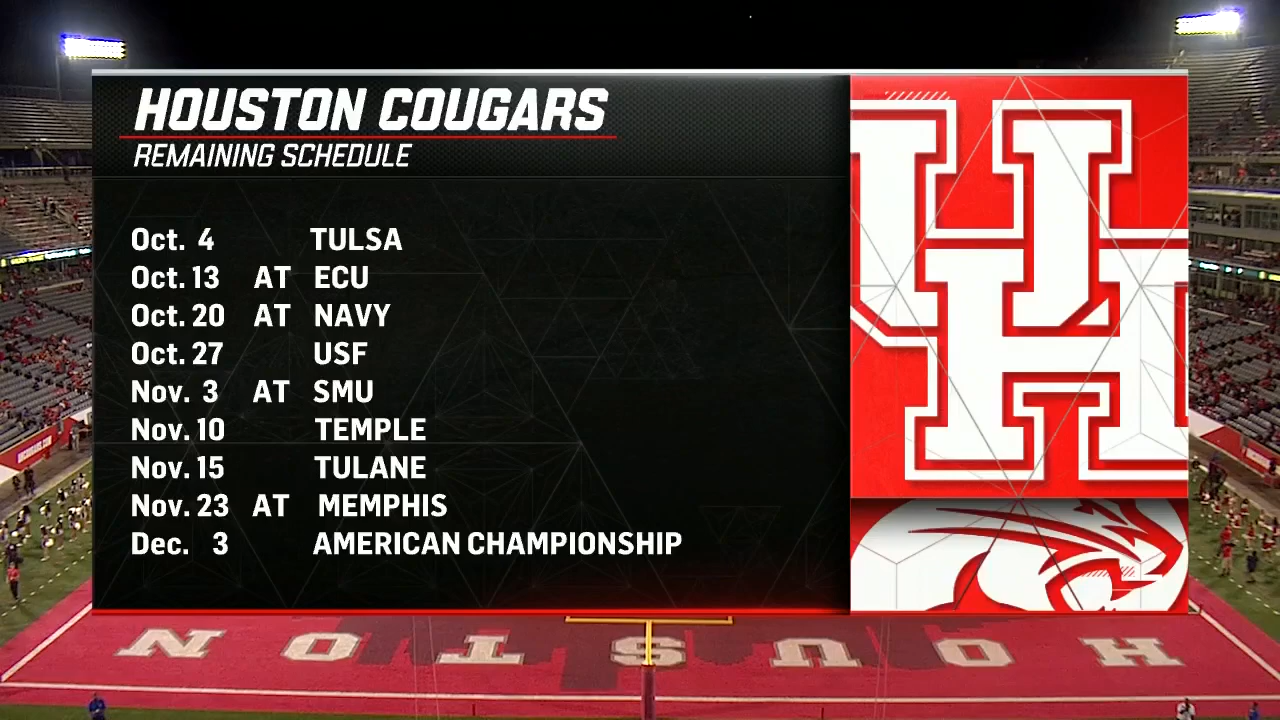 HOUSTON COUGARS
REMAINING SCHEDULE
Oct. 4 TULSA
Oct. 13 AT ECU
Oct. 20 AT NAVY
Oct. 27 USF
Nov. 3 AT SMU
Nov. 10 TEMPLE
Nov. 15 TULANE
Nov. 23 AT MEMPHIS
Dec. 3 AMERICAN CHAMPIONSHIP
HOUSTON